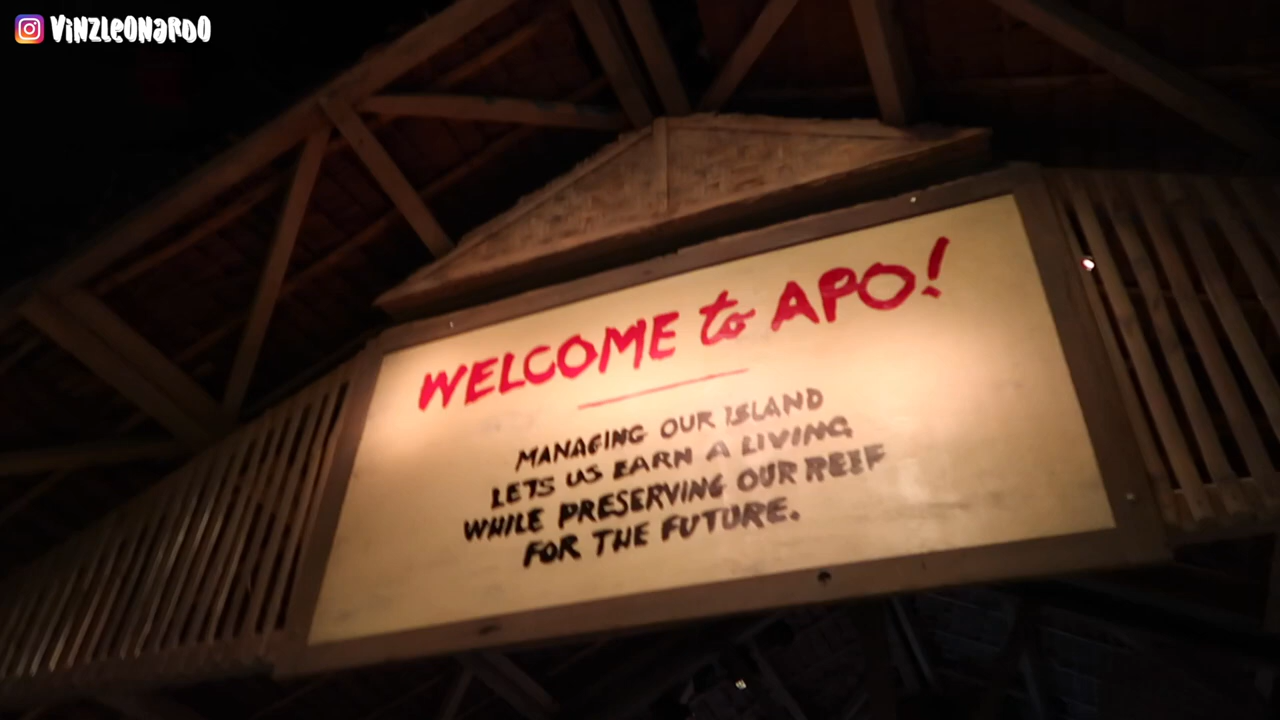 VINZLEONARDO
WELCOME to APO!
MANAGING OUR ISLAND
LETS US EARN A LIVING
WHILE PRESERVING OUR REEF
FOR THE FUTURE.